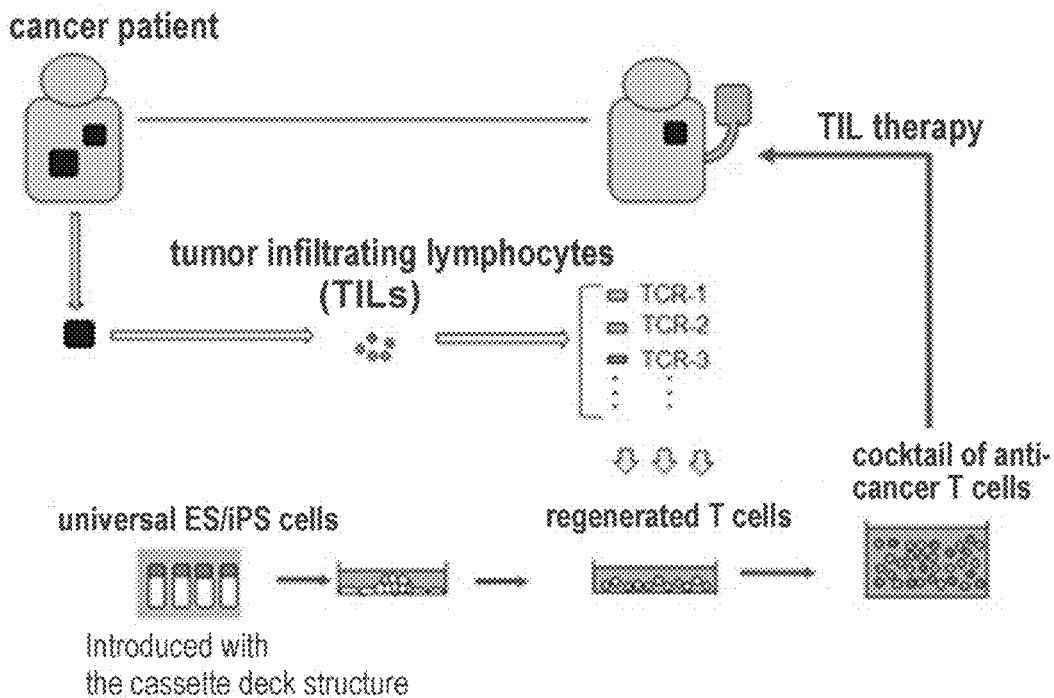 cancer patient
TIL therapy
tumor infiltrating lymphocytes
(TILs)
TCR-1
TCR-2
TCR-3
cocktail of anti-
cancer T cells
universal ES/iPS cells
regenerated T cells
Introduced with
the cassette deck structure